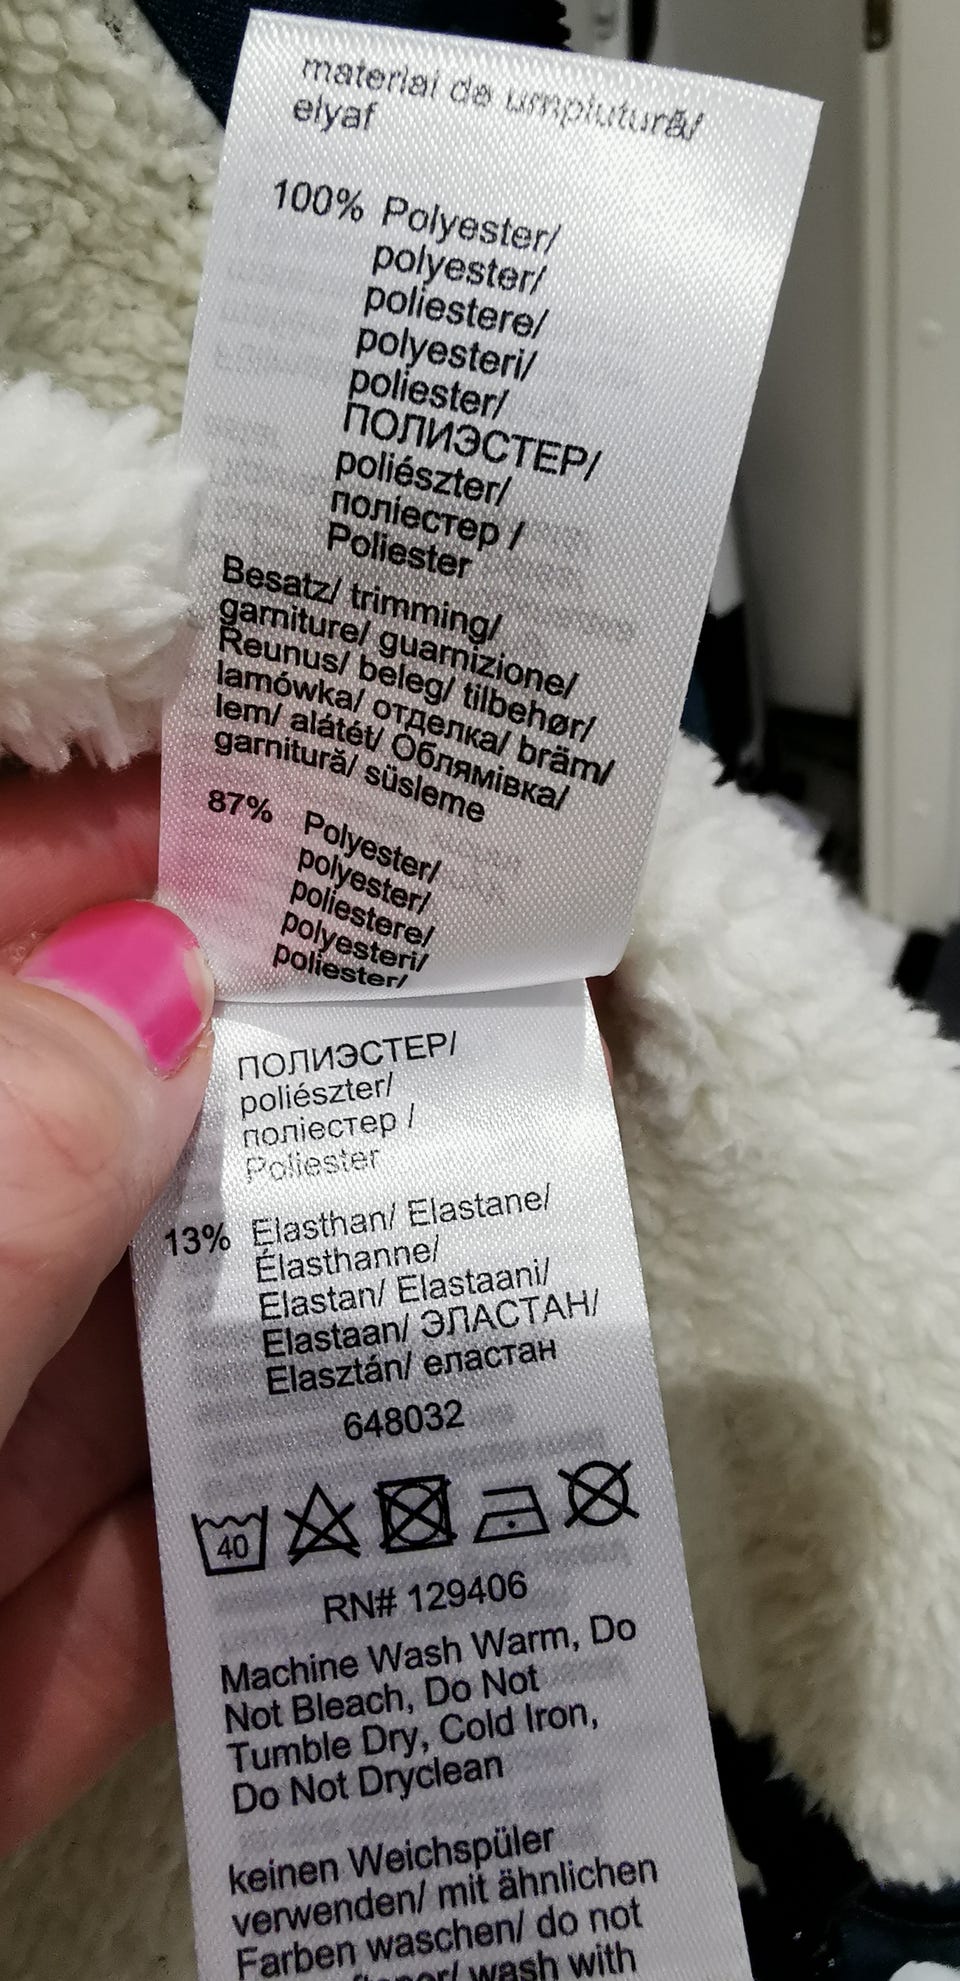 material de umplutură/
elyaf
100% Polyester/
polyester/
poliestere/
polyesteri/
poliester/
ПОЛИЭСТЕР/
poliészter/
поліестер /
Poliester
Besatz/ trimming/
garniture/ guarnizione/
Reunus/ beleg/ tilbehør/
lamówka/ отделка/ bräm/
lem/ alátét/ Облямівка/
garnitură/ süsleme
87% Polyester/
polyester/
poliestere/
polyesteri/
poliester/
ПОЛИЭСТЕР/
poliészter/
поліестер /
Poliester
13% Elasthan/ Elastane/
Élasthanne/
Elastan/ Elastaani/
Elastaan/ ЭЛАСТАН/
Elasztán/ еластан
648032
40
RN# 129406
Machine Wash Warm, Do
Not Bleach, Do Not
Tumble Dry, Cold Iron,
Do Not Dryclean
keinen Weichspüler
verwenden/ mit ähnlichen
Farben waschen/ do not
wash with